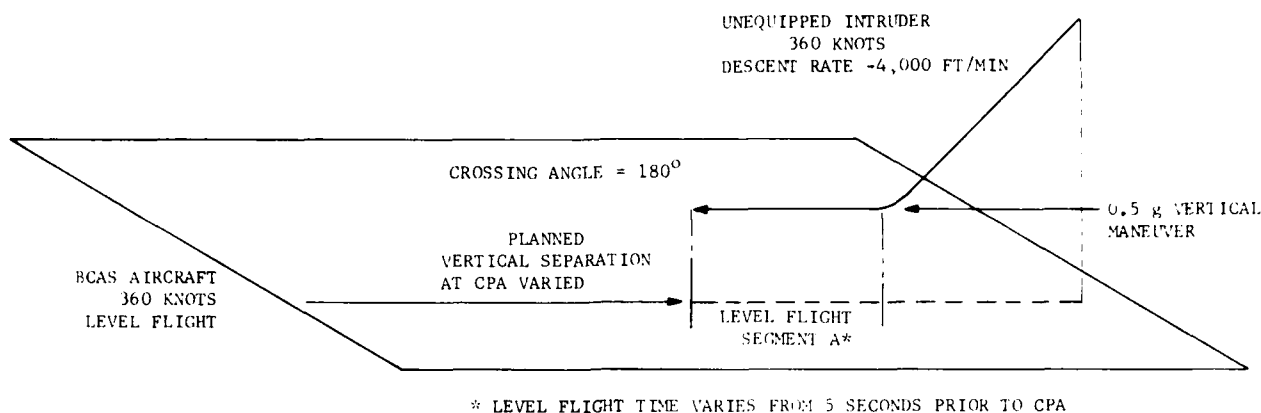 UNEQUIPPED INTRUDER
360 KNOTS
DESCENT RATE -4,000 FT/MIN
CROSSING ANGLE = 180°
0.5 g VERTICAL
MANEUVER
PLANNED
VERTICAL SEPARATION
AT CPA VARIED
BCAS AIRCRAFT
360 KNOTS
LEVEL FLIGHT
LEVEL FLIGHT
SEGMENT A*
* LEVEL FLIGHT TIME VARIES FROM 5 SECONDS PRIOR TO CPA